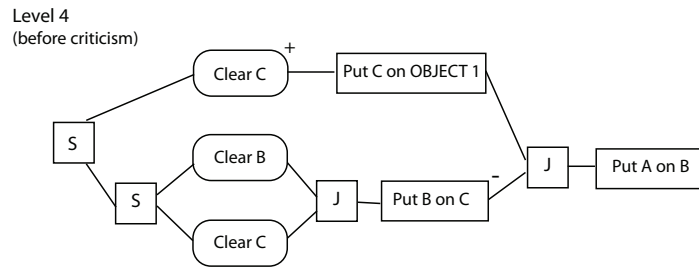 Level 4
(before criticism)
+
Clear C
Put C on OBJECT 1
S
Clear B
J
Put A on B
-
S
J
Put B on C
Clear C